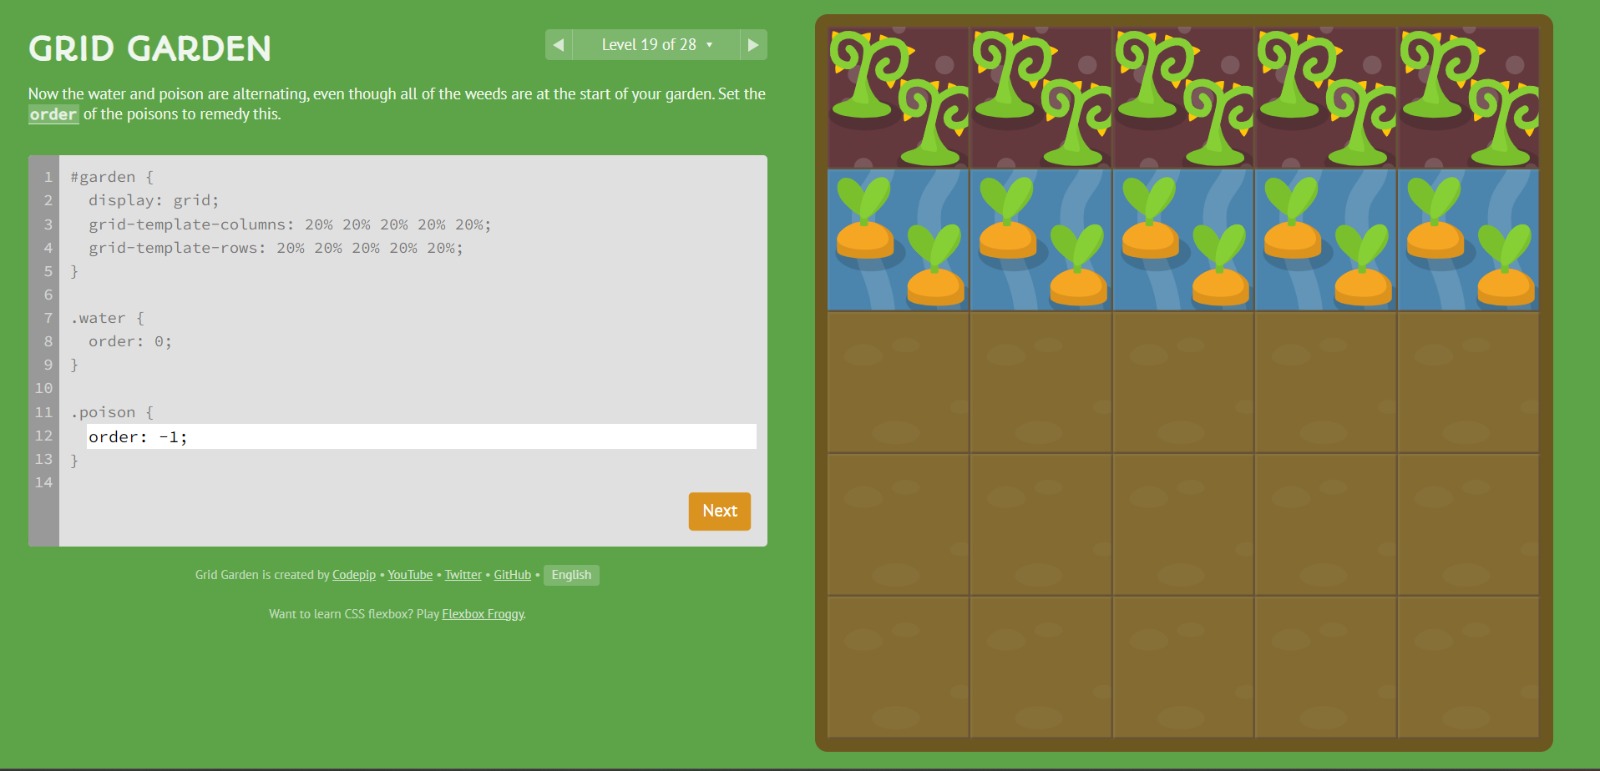 GRID GARDEN
◀ Level 19 of 28 ▾ ▶
Now the water and poison are alternating, even though all of the weeds are at the start of your garden. Set the
order of the poisons to remedy this.
1 #garden {
2   display: grid;
3   grid-template-columns: 20% 20% 20% 20% 20%;
4   grid-template-rows: 20% 20% 20% 20% 20%;
5 }
6
7 .water {
8   order: 0;
9 }
10
11 .poison {
12   order: -1;
13 }
14
Next
Grid Garden is created by Codepip • YouTube • Twitter • GitHub • English
Want to learn CSS flexbox? Play Flexbox Froggy.